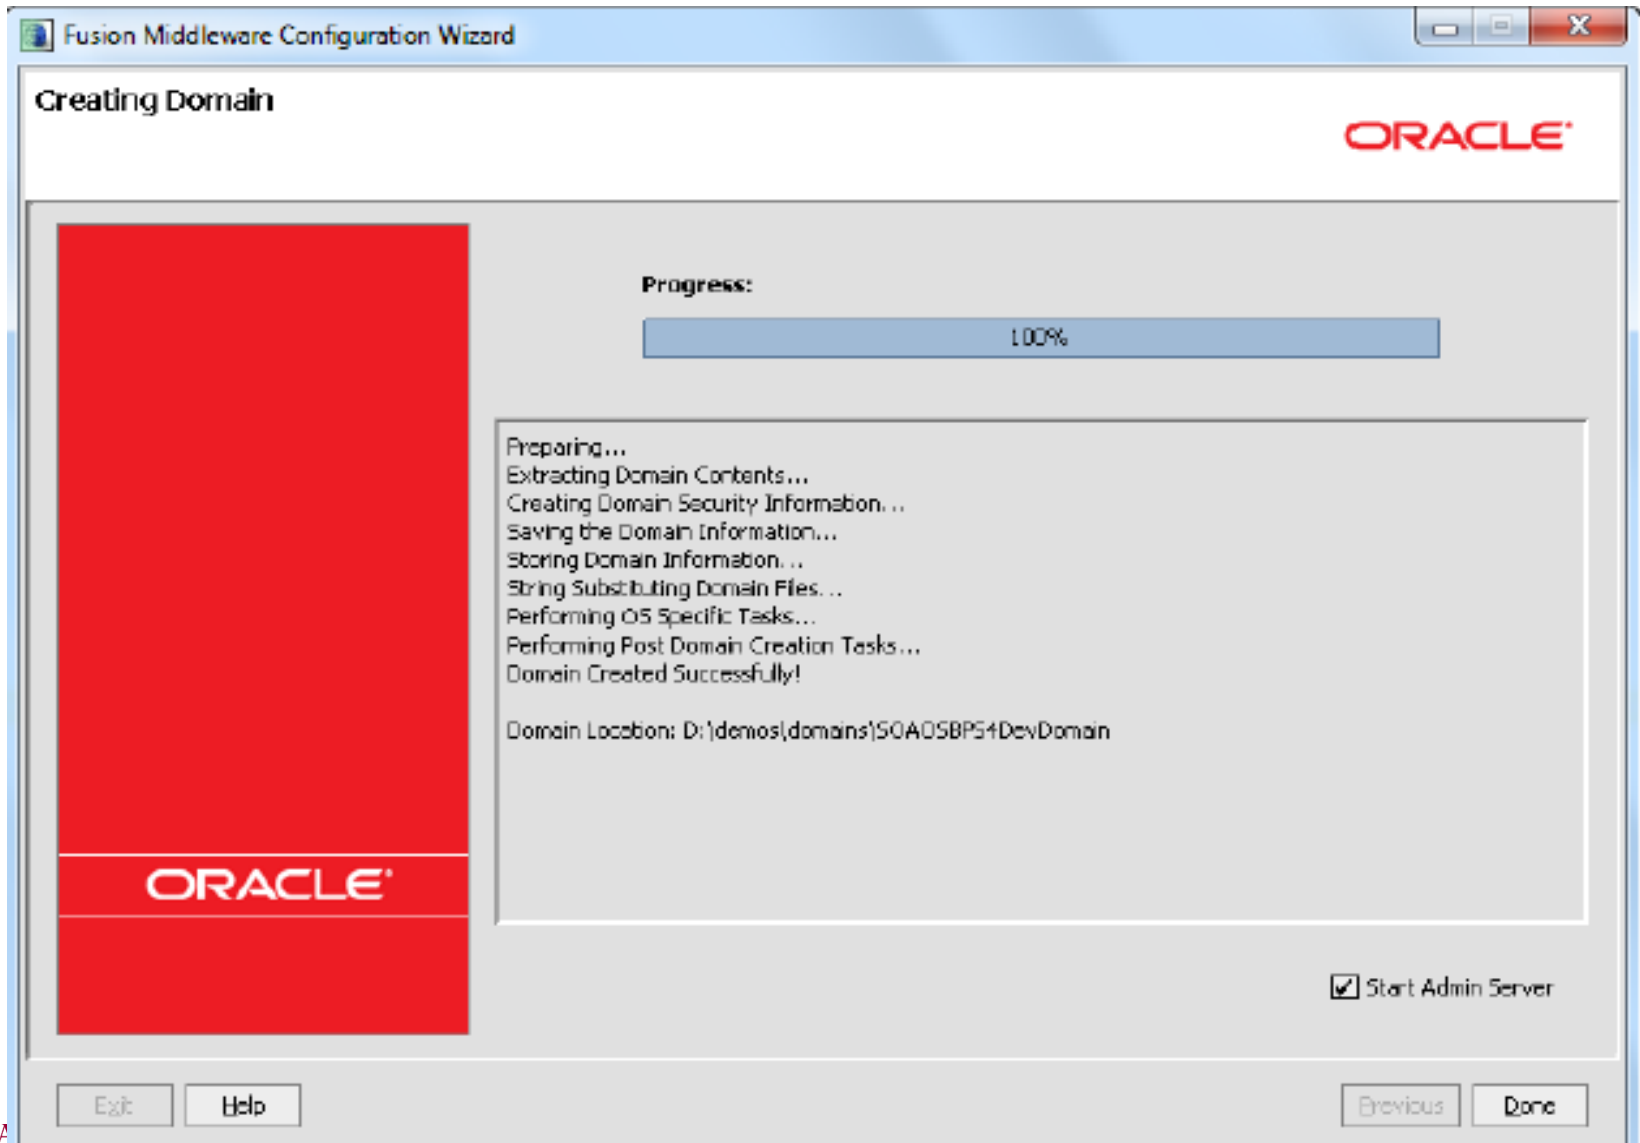 Fusion Middleware Configuration Wizard
Creating Domain
ORACLE
Progress:
100%
Preparing...
Extracting Domain Contents...
Creating Domain Security Information...
Saving the Domain Information...
Storing Domain Information...
String Substituting Domain Files...
Performing OS Specific Tasks...
Performing Post Domain Creation Tasks...
Domain Created Successfully!
Domain Location: D:\demos\domains\SOAOSBPS4DevDomain
ORACLE
Start Admin Server
Exit
Help
Previous
Done